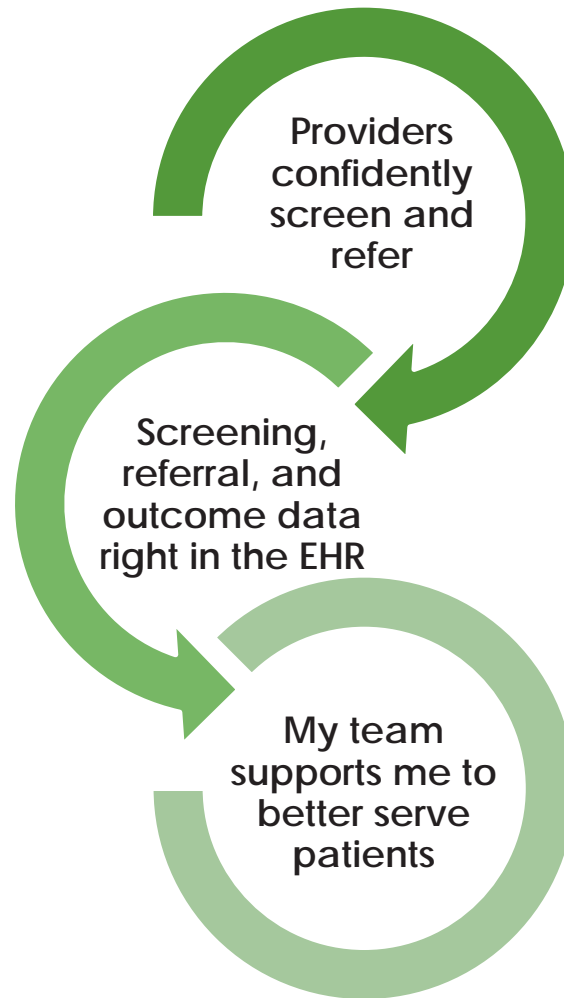 Providers
confidently
screen and
refer
Screening,
referral, and
outcome data
right in the EHR
My team
supports me to
better serve
patients